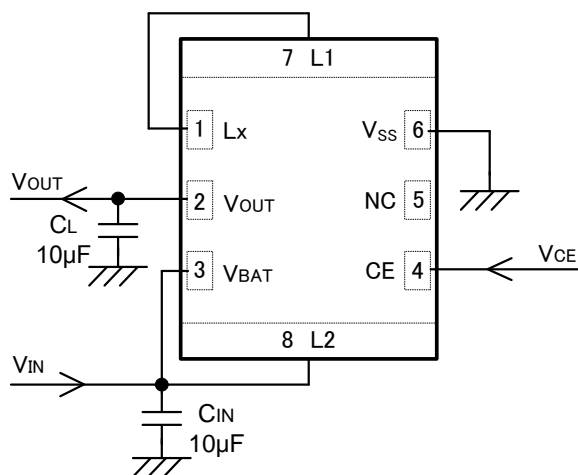 7 L1
1 Lx
VSS 6
VOUT
2 VOUT
NC 5
CL
10μF
3 VBAT
CE 4
VCE
8 L2
VIN
CIN
10μF